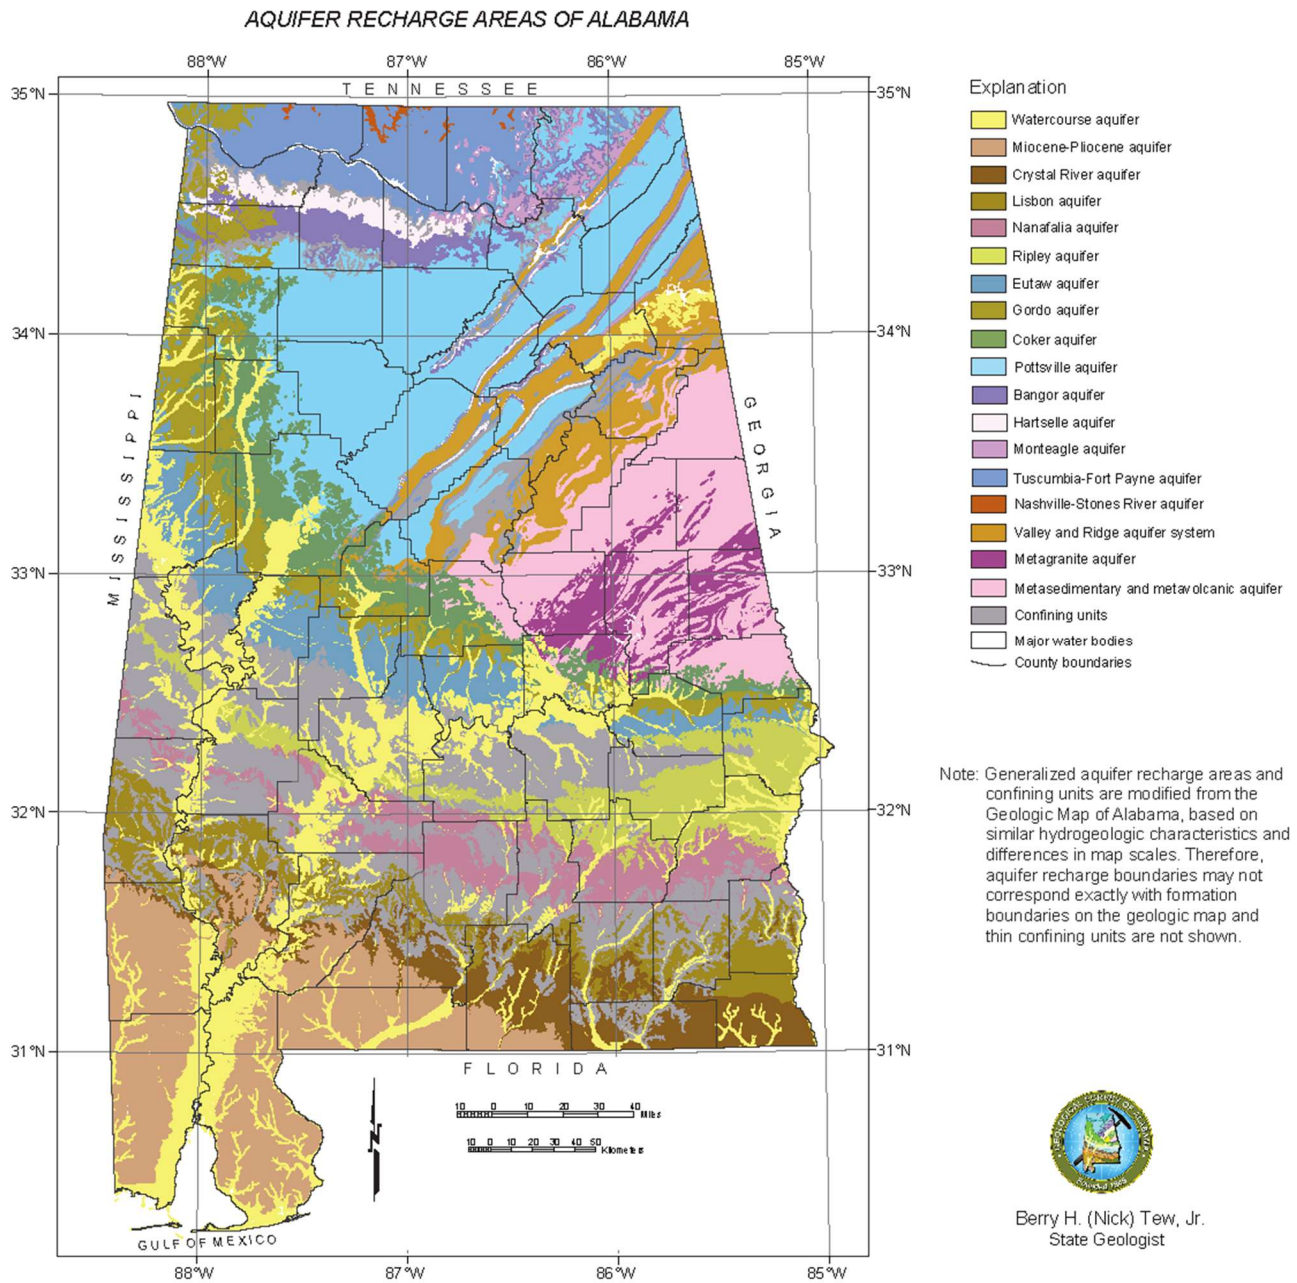 AQUIFER RECHARGE AREAS OF ALABAMA
88°W 87°W 86°W 85°W
35°N TENNESSEE 35°N
34°N 34°N
MISSISSIPPI
GEORGIA
33°N 33°N
32°N 32°N
31°N 31°N
FLORIDA
10 0 10 20 30 40 Miles
10 0 10 20 30 40 50 Kilometers
GULF OF MEXICO
88°W 87°W 86°W 85°W
Explanation
Watercourse aquifer
Miocene-Pliocene aquifer
Crystal River aquifer
Lisbon aquifer
Nanafalia aquifer
Ripley aquifer
Eutaw aquifer
Gordo aquifer
Coker aquifer
Pottsville aquifer
Bangor aquifer
Hartselle aquifer
Monteagle aquifer
Tuscumbia-Fort Payne aquifer
Nashville-Stones River aquifer
Valley and Ridge aquifer system
Metagranite aquifer
Metasedimentary and metavolcanic aquifer
Confining units
Major water bodies
County boundaries
Note: Generalized aquifer recharge areas and
confining units are modified from the
Geologic Map of Alabama, based on
similar hydrogeologic characteristics and
differences in map scales. Therefore,
aquifer recharge boundaries may not
correspond exactly with formation
boundaries on the geologic map and
thin confining units are not shown.
GEOLOGICAL SURVEY OF ALABAMA
Berry H. (Nick) Tew, Jr.
State Geologist